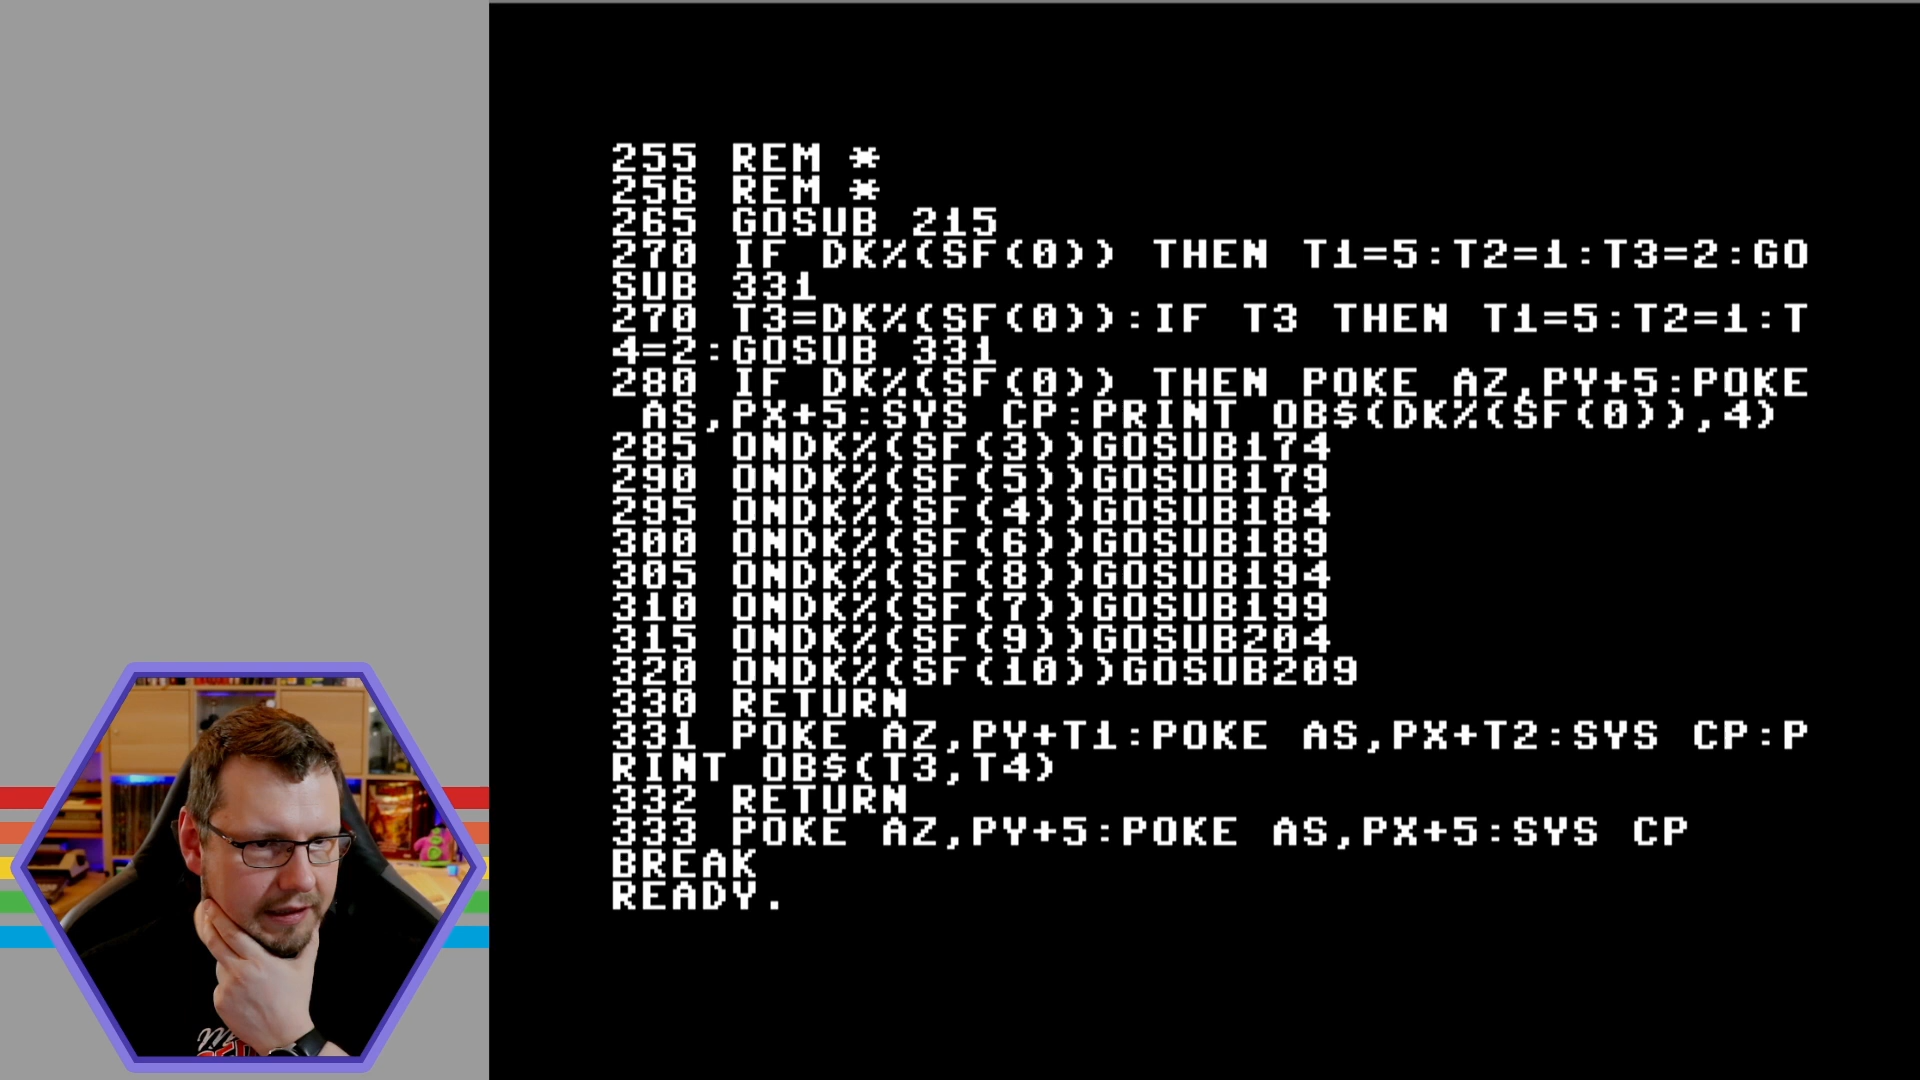 255 REM *
256 REM *
265 GOSUB 215
270 IF DK%(SF(0)) THEN T1=5:T2=1:T3=2:GO
SUB 331
270 T3=DK%(SF(0)):IF T3 THEN T1=5:T2=1:T
4=2:GOSUB 331
280 IF DK%(SF(0)) THEN POKE AZ,PY+5:POKE
 AS,PX+5:SYS CP:PRINT OB$(DK%(SF(0)),4)
285 ONDK%(SF(3))GOSUB174
290 ONDK%(SF(5))GOSUB179
295 ONDK%(SF(4))GOSUB184
300 ONDK%(SF(6))GOSUB189
305 ONDK%(SF(8))GOSUB194
310 ONDK%(SF(7))GOSUB199
315 ONDK%(SF(9))GOSUB204
320 ONDK%(SF(10))GOSUB209
330 RETURN
331 POKE AZ,PY+T1:POKE AS,PX+T2:SYS CP:P
RINT OB$(T3,T4)
332 RETURN
333 POKE AZ,PY+5:POKE AS,PX+5:SYS CP
BREAK
READY.